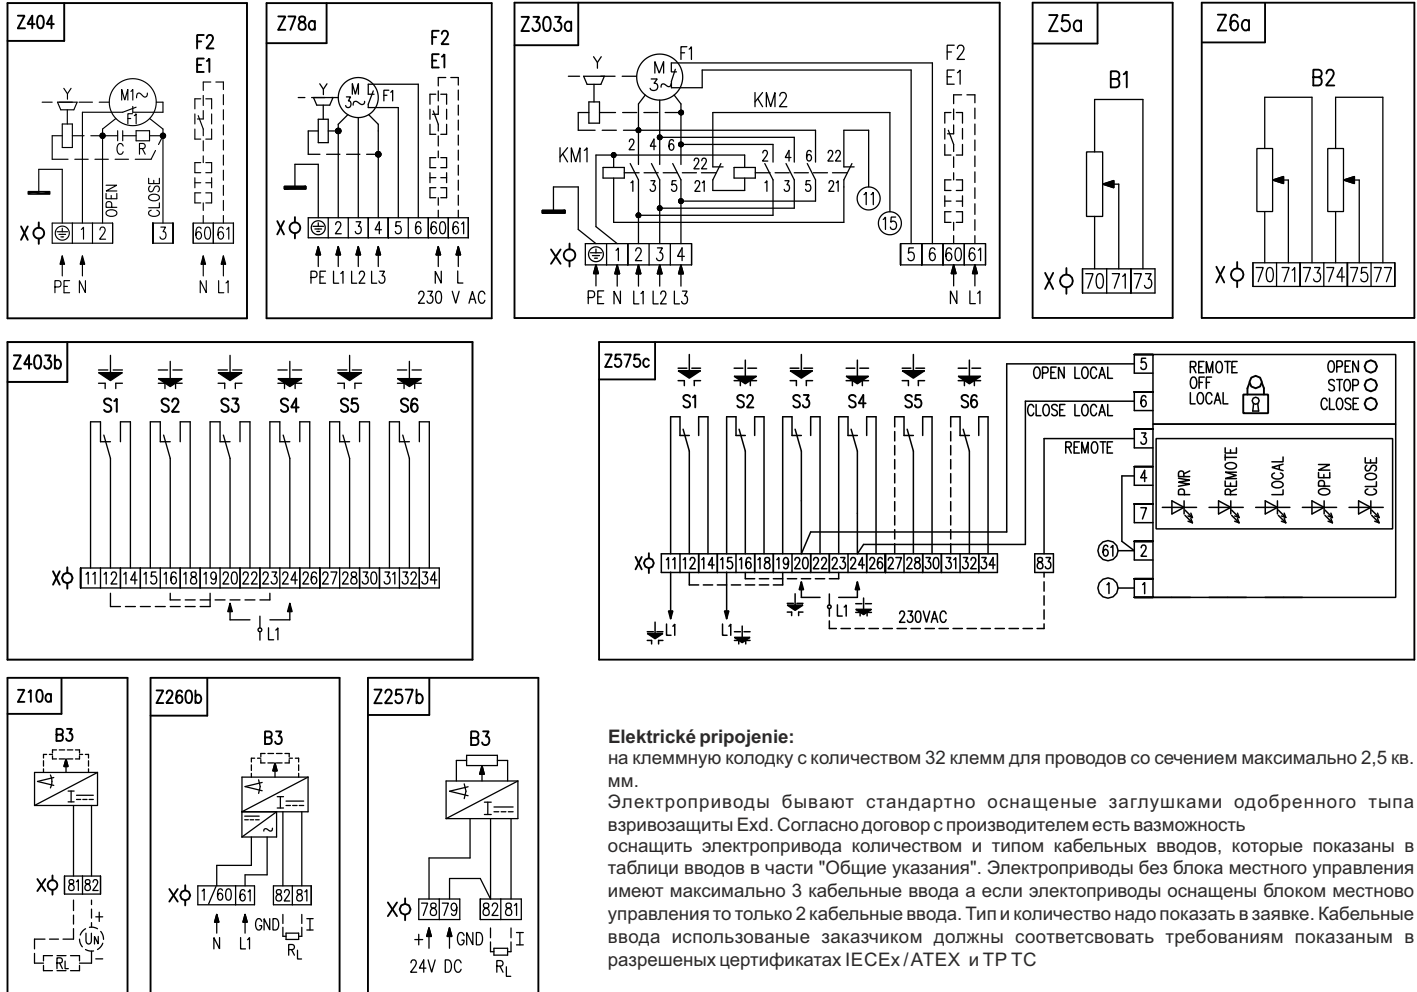 Z404
F2
E1
Y
M1~
F1
C R
OPEN
CLOSE
X 1 2 3 60 61
PE N N L1
Z78a
F2
E1
Y
M
3~
F1
X 2 3 4 5 6 60 61
PE L1 L2 L3 N L
230 V AC
Z303a
F1
F2
E1
Y
M
3~
KM2
KM1
2 4 6 22 2 4 6 22
1 3 5 21 1 3 5 21
11
15
X 1 2 3 4 5 6 60 61
PE N L1 L2 L3 N L1
Z5a
B1
X 70 71 73
Z6a
B2
X 70 71 73 74 75 77
Z403b
S1 S2 S3 S4 S5 S6
X 11 12 14 15 16 18 19 20 22 23 24 26 27 28 30 31 32 34
L1
Z575c
S1 S2 S3 S4 S5 S6
OPEN LOCAL
CLOSE LOCAL
REMOTE
X 11 12 14 15 16 18 19 20 22 23 24 26 27 28 30 31 32 34 83
L1 L1 L1
230VAC
5
6
3
4
7
61 2
1 1
REMOTE
OFF
LOCAL
OPEN
STOP
CLOSE
PWR
REMOTE
LOCAL
OPEN
CLOSE
Z10a
B3
I
X 81 82
+
UN
-
RL
Z260b
B3
I
~
X 1/60 61 82 81
N L1 GND I
RL
Z257b
B3
I
X 78 79 82 81
+ GND I
24V DC RL
Elektrické pripojenie:
на клеммную колодку с количеством 32 клемм для проводов со сечением максимально 2,5 кв.
мм.
Электроприводы бывают стандартно оснащеные заглушками одобренного тыпа
взривозащиты Exd. Согласно договор с производителем есть вазможность
оснащить электропривода количеством и типом кабельных вводов, которые показаны в
таблици вводов в части "Общие указания". Электроприводы без блока местного управления
имеют максимально 3 кабельные ввода а если электоприводы оснащены блоком местново
управления то только 2 кабельные ввода. Тип и количество надо показать в заявке. Кабельные
ввода использованые заказчиком должны соответсвовать требованиям показаным в
разрешеных цертификатах IECEx / ATEX и ТР ТС